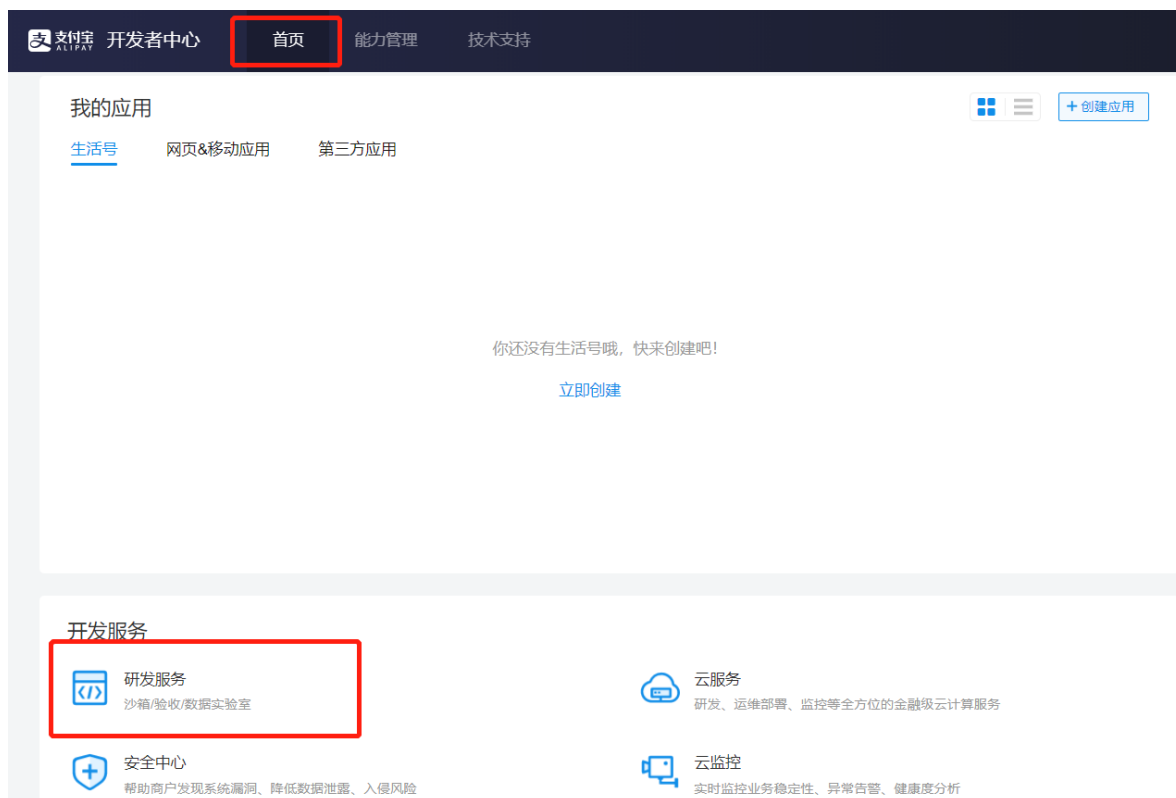 支付宝 ALIPAY 开发者中心 首页 能力管理 技术支持
我的应用
+ 创建应用
生活号 网页&移动应用 第三方应用
你还没有生活号哦，快来创建吧！
立即创建
开发服务
研发服务
沙箱/验收/数据实验室
云服务
研发、运维部署、监控等全方位的金融级云计算服务
安全中心
帮助商户发现系统漏洞、降低数据泄露、入侵风险
云监控
实时监控业务稳定性、异常告警、健康度分析